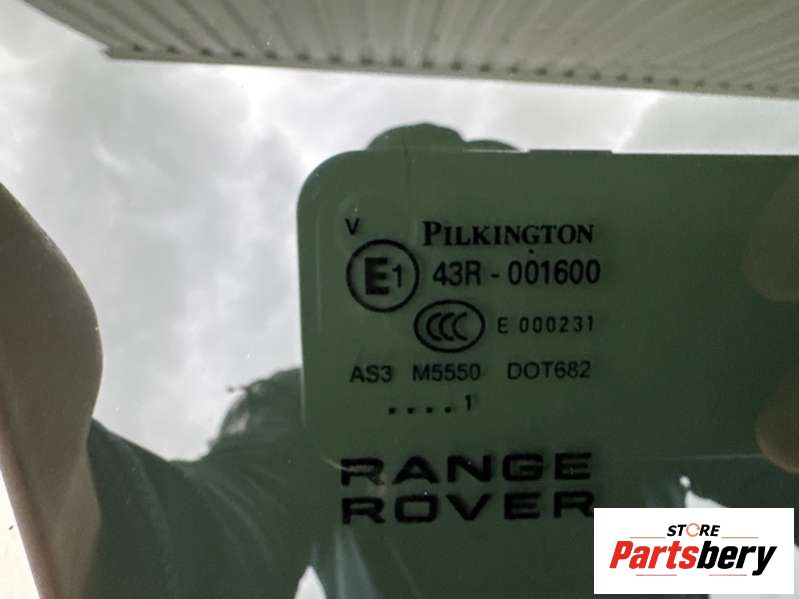 V
PILKINGTON
E1 43R - 001600
CCC E 000231
AS3 M5550 DOT682
. . . . 1
RANGE
ROVER
STORE
Partsbery